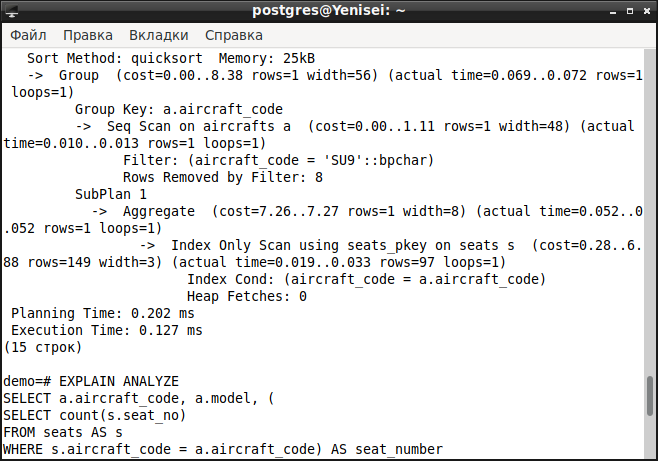 postgres@Yenisei: ~
Файл Правка Вкладки Справка
Sort Method: quicksort  Memory: 25kB
->  Group  (cost=0.00..8.38 rows=1 width=56) (actual time=0.069..0.072 rows=1
loops=1)
Group Key: a.aircraft_code
->  Seq Scan on aircrafts a  (cost=0.00..1.11 rows=1 width=48) (actual
time=0.010..0.013 rows=1 loops=1)
Filter: (aircraft_code = 'SU9'::bpchar)
Rows Removed by Filter: 8
SubPlan 1
->  Aggregate  (cost=7.26..7.27 rows=1 width=8) (actual time=0.052..0
.052 rows=1 loops=1)
->  Index Only Scan using seats_pkey on seats s  (cost=0.28..6.
88 rows=149 width=3) (actual time=0.019..0.033 rows=97 loops=1)
Index Cond: (aircraft_code = a.aircraft_code)
Heap Fetches: 0
Planning Time: 0.202 ms
Execution Time: 0.127 ms
(15 строк)
demo=# EXPLAIN ANALYZE
SELECT a.aircraft_code, a.model, (
SELECT count(s.seat_no)
FROM seats AS s
WHERE s.aircraft_code = a.aircraft_code) AS seat_number